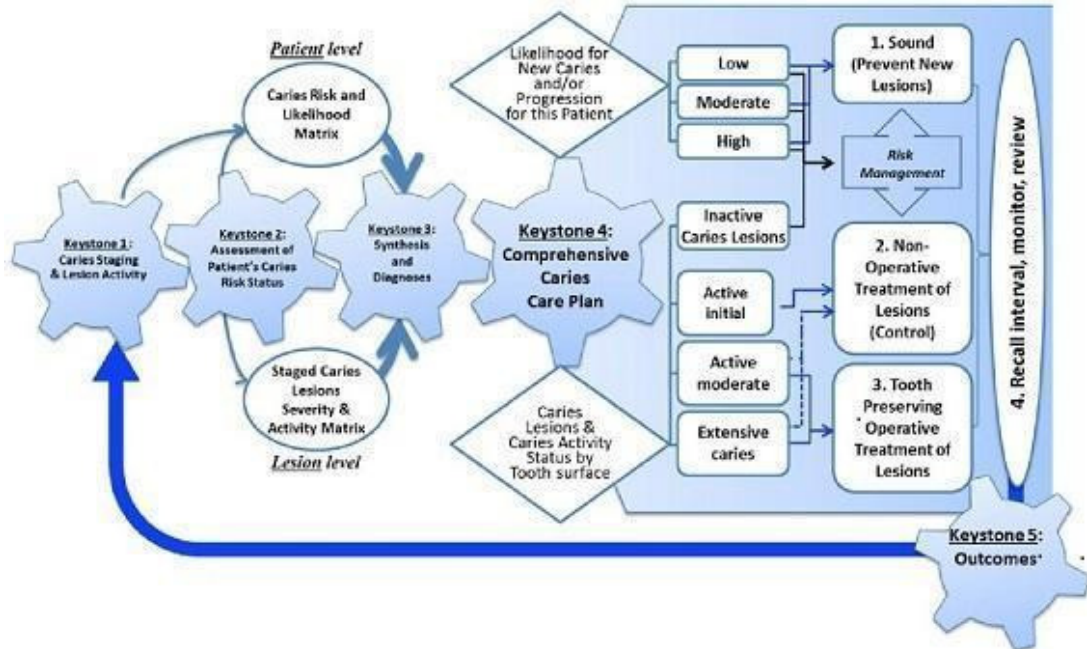 Patient level
Caries Risk and
Likelihood
Matrix
Keystone 1:
Caries Staging
& Lesion Activity
Keystone 2:
Assessment of
Patient's Caries
Risk Status
Keystone 3:
Synthesis
and
Diagnoses
Staged Caries
Lesions
Severity &
Activity Matrix
Lesion level
Likelihood for
New Caries
and/or
Progression
for this Patient
Keystone 4:
Comprehensive
Caries
Care Plan
Caries
Lesions &
Caries Activity
Status by
Tooth surface
Low
Moderate
High
Inactive
Caries Lesions
Active
initial
Active
moderate
Extensive
caries
1. Sound
(Prevent New
Lesions)
Risk
Management
2. Non-
Operative
Treatment of
Lesions
(Control)
3. Tooth
Preserving
Operative
Treatment of
Lesions
4. Recall interval, monitor, review
Keystone 5:
Outcomes